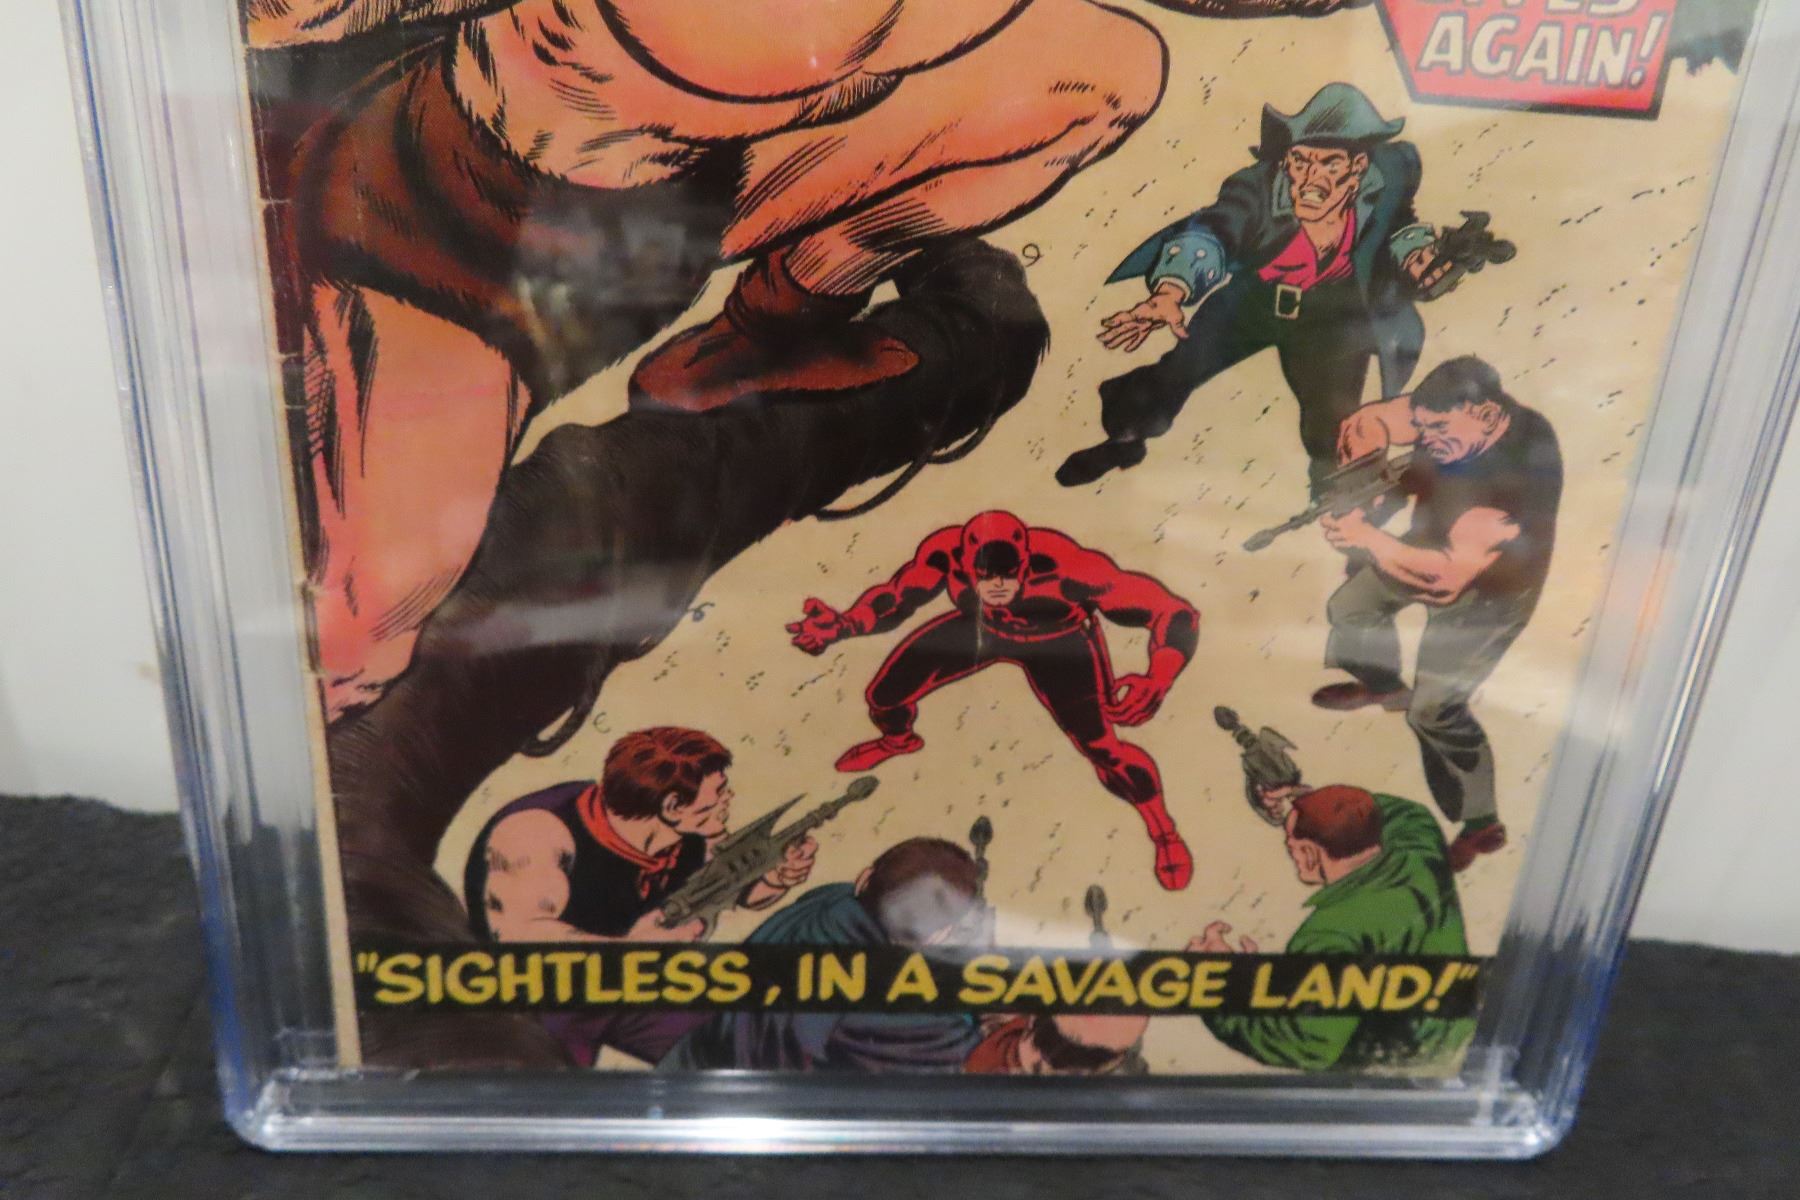 AGAIN!
"SIGHTLESS, IN A SAVAGE LAND!"